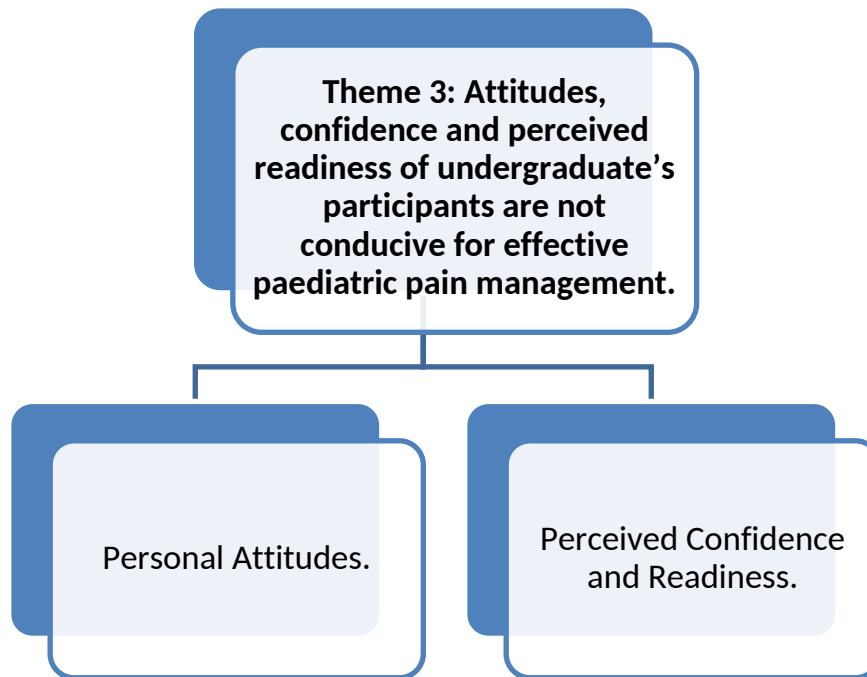 Theme 3: Attitudes,
confidence and perceived
readiness of undergraduate’s
participants are not
conducive for effective
paediatric pain management.
Personal Attitudes.
Perceived Confidence
and Readiness.